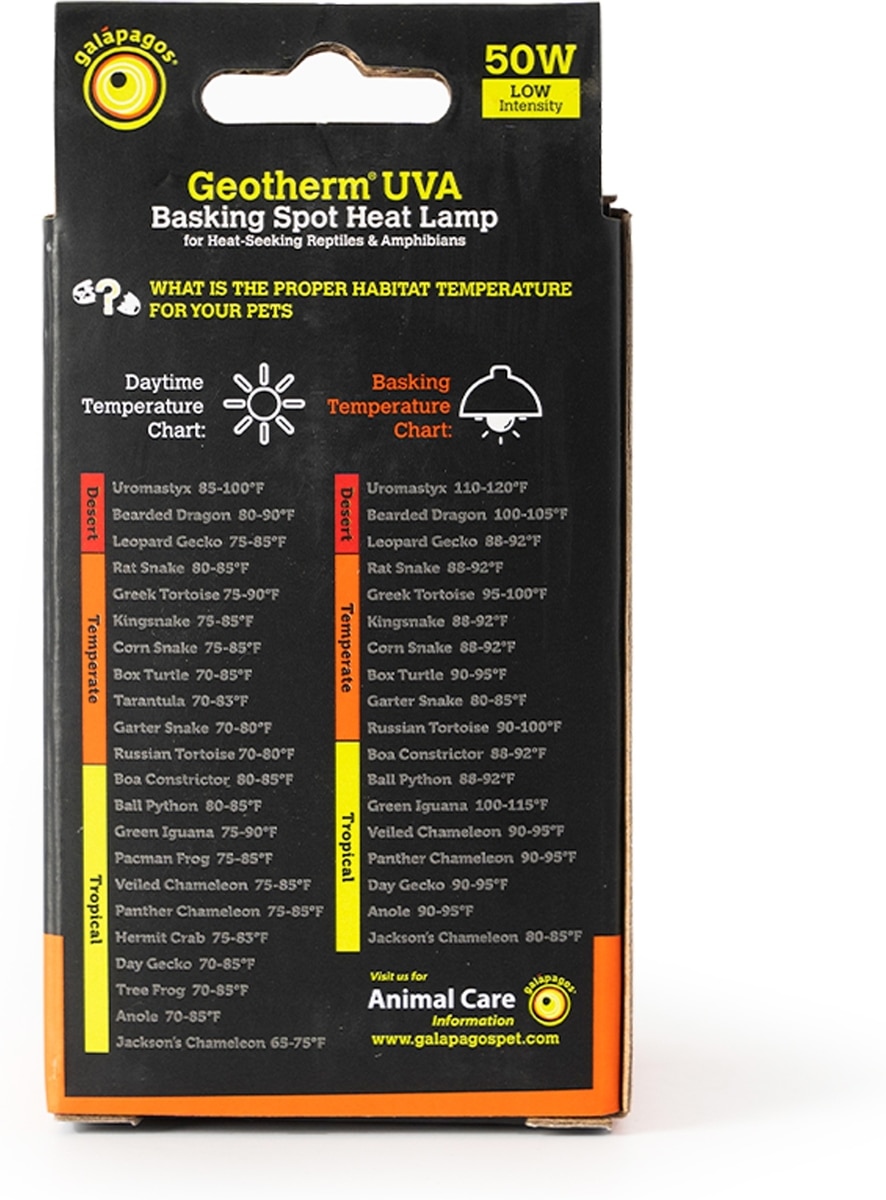 galápagos®
50W
LOW
Intensity
Geotherm® UVA
Basking Spot Heat Lamp
for Heat-Seeking Reptiles & Amphibians
?
WHAT IS THE PROPER HABITAT TEMPERATURE
FOR YOUR PETS
Daytime
Temperature
Chart:
Desert
Uromastyx 85-100°F
Bearded Dragon 80-90°F
Leopard Gecko 75-85°F
Temperate
Rat Snake 80-85°F
Greek Tortoise 75-90°F
Kingsnake 75-85°F
Corn Snake 75-85°F
Box Turtle 70-85°F
Tarantula 70-83°F
Garter Snake 70-80°F
Russian Tortoise 70-80°F
Tropical
Boa Constrictor 80-85°F
Ball Python 80-85°F
Green Iguana 75-90°F
Pacman Frog 75-85°F
Veiled Chameleon 75-85°F
Panther Chameleon 75-85°F
Hermit Crab 75-83°F
Day Gecko 70-85°F
Tree Frog 70-85°F
Anole 70-85°F
Jackson's Chameleon 65-75°F
Basking
Temperature
Chart:
Desert
Uromastyx 110-120°F
Bearded Dragon 100-105°F
Leopard Gecko 88-92°F
Temperate
Rat Snake 88-92°F
Greek Tortoise 95-100°F
Kingsnake 88-92°F
Corn Snake 88-92°F
Box Turtle 90-95°F
Garter Snake 80-85°F
Russian Tortoise 90-100°F
Tropical
Boa Constrictor 88-92°F
Ball Python 88-92°F
Green Iguana 100-115°F
Veiled Chameleon 90-95°F
Panther Chameleon 90-95°F
Day Gecko 90-95°F
Anole 90-95°F
Jackson's Chameleon 80-85°F
Visit us for
Animal Care
Information
galápagos®
www.galapagospet.com